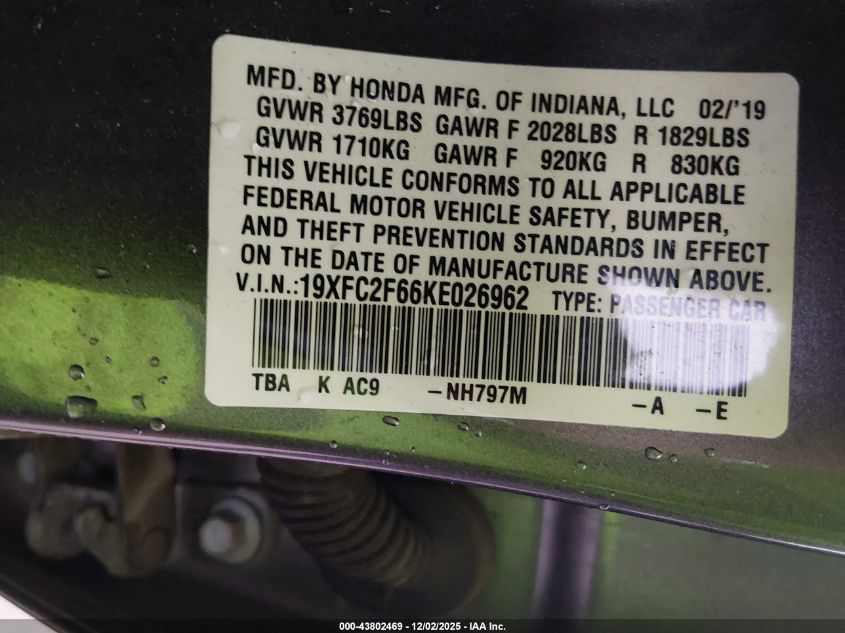 MFD. BY HONDA MFG. OF INDIANA, LLC 02/'19
GVWR 3769LBS GAWR F 2028LBS R 1829LBS
GVWR 1710KG GAWR F 920KG R 830KG
THIS VEHICLE CONFORMS TO ALL APPLICABLE
FEDERAL MOTOR VEHICLE SAFETY, BUMPER,
AND THEFT PREVENTION STANDARDS IN EFFECT
ON THE DATE OF MANUFACTURE SHOWN ABOVE.
V.I.N.:19XFC2F66KE026962 TYPE: PASSENGER CAR
TBA K AC9 -NH797M -A -E
000-43802469 - 12/02/2025 - IAA Inc.